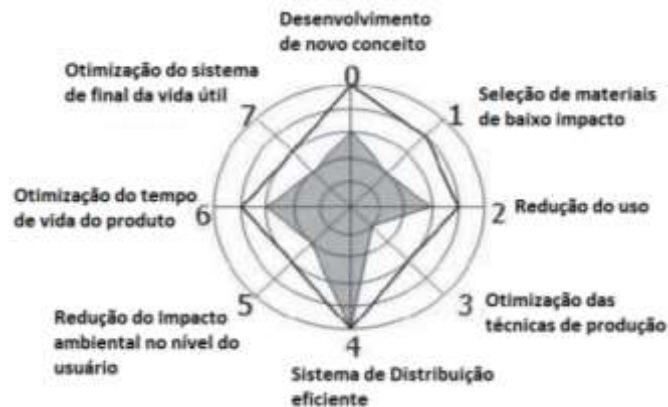 Desenvolvimento
de novo conceito
0
Otimização do sistema
de final da vida útil
7
1
Seleção de materiais
de baixo impacto
Otimização do tempo
de vida do produto
6
2
Redução do uso
5
3
Redução do Impacto
ambiental no nível do
usuário
Otimização das
técnicas de produção
4
Sistema de Distribuição
eficiente